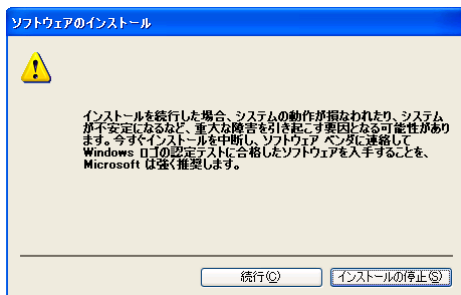 ソフトウェアのインストール
インストールを続行した場合、システムの動作が損なわれたり、システム
が不安定になるなど、重大な障害を引き起こす要因となる可能性があり
ます。今すぐインストールを中断し、ソフトウェア ベンダに連絡して
Windows ロゴの認定テストに合格したソフトウェアを入手することを、
Microsoft は強く推奨します。
続行(C) インストールの停止(S)